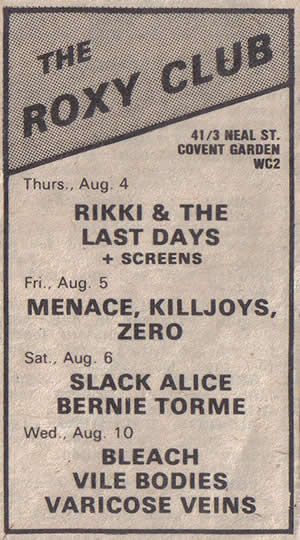 THE
ROXY CLUB
41/3 NEAL ST.
COVENT GARDEN
WC2
Thurs., Aug. 4
RIKKI & THE
LAST DAYS
+ SCREENS
Fri., Aug. 5
MENACE, KILLJOYS,
ZERO
Sat., Aug. 6
SLACK ALICE
BERNIE TORME
Wed., Aug. 10
BLEACH
VILE BODIES
VARICOSE VEINS